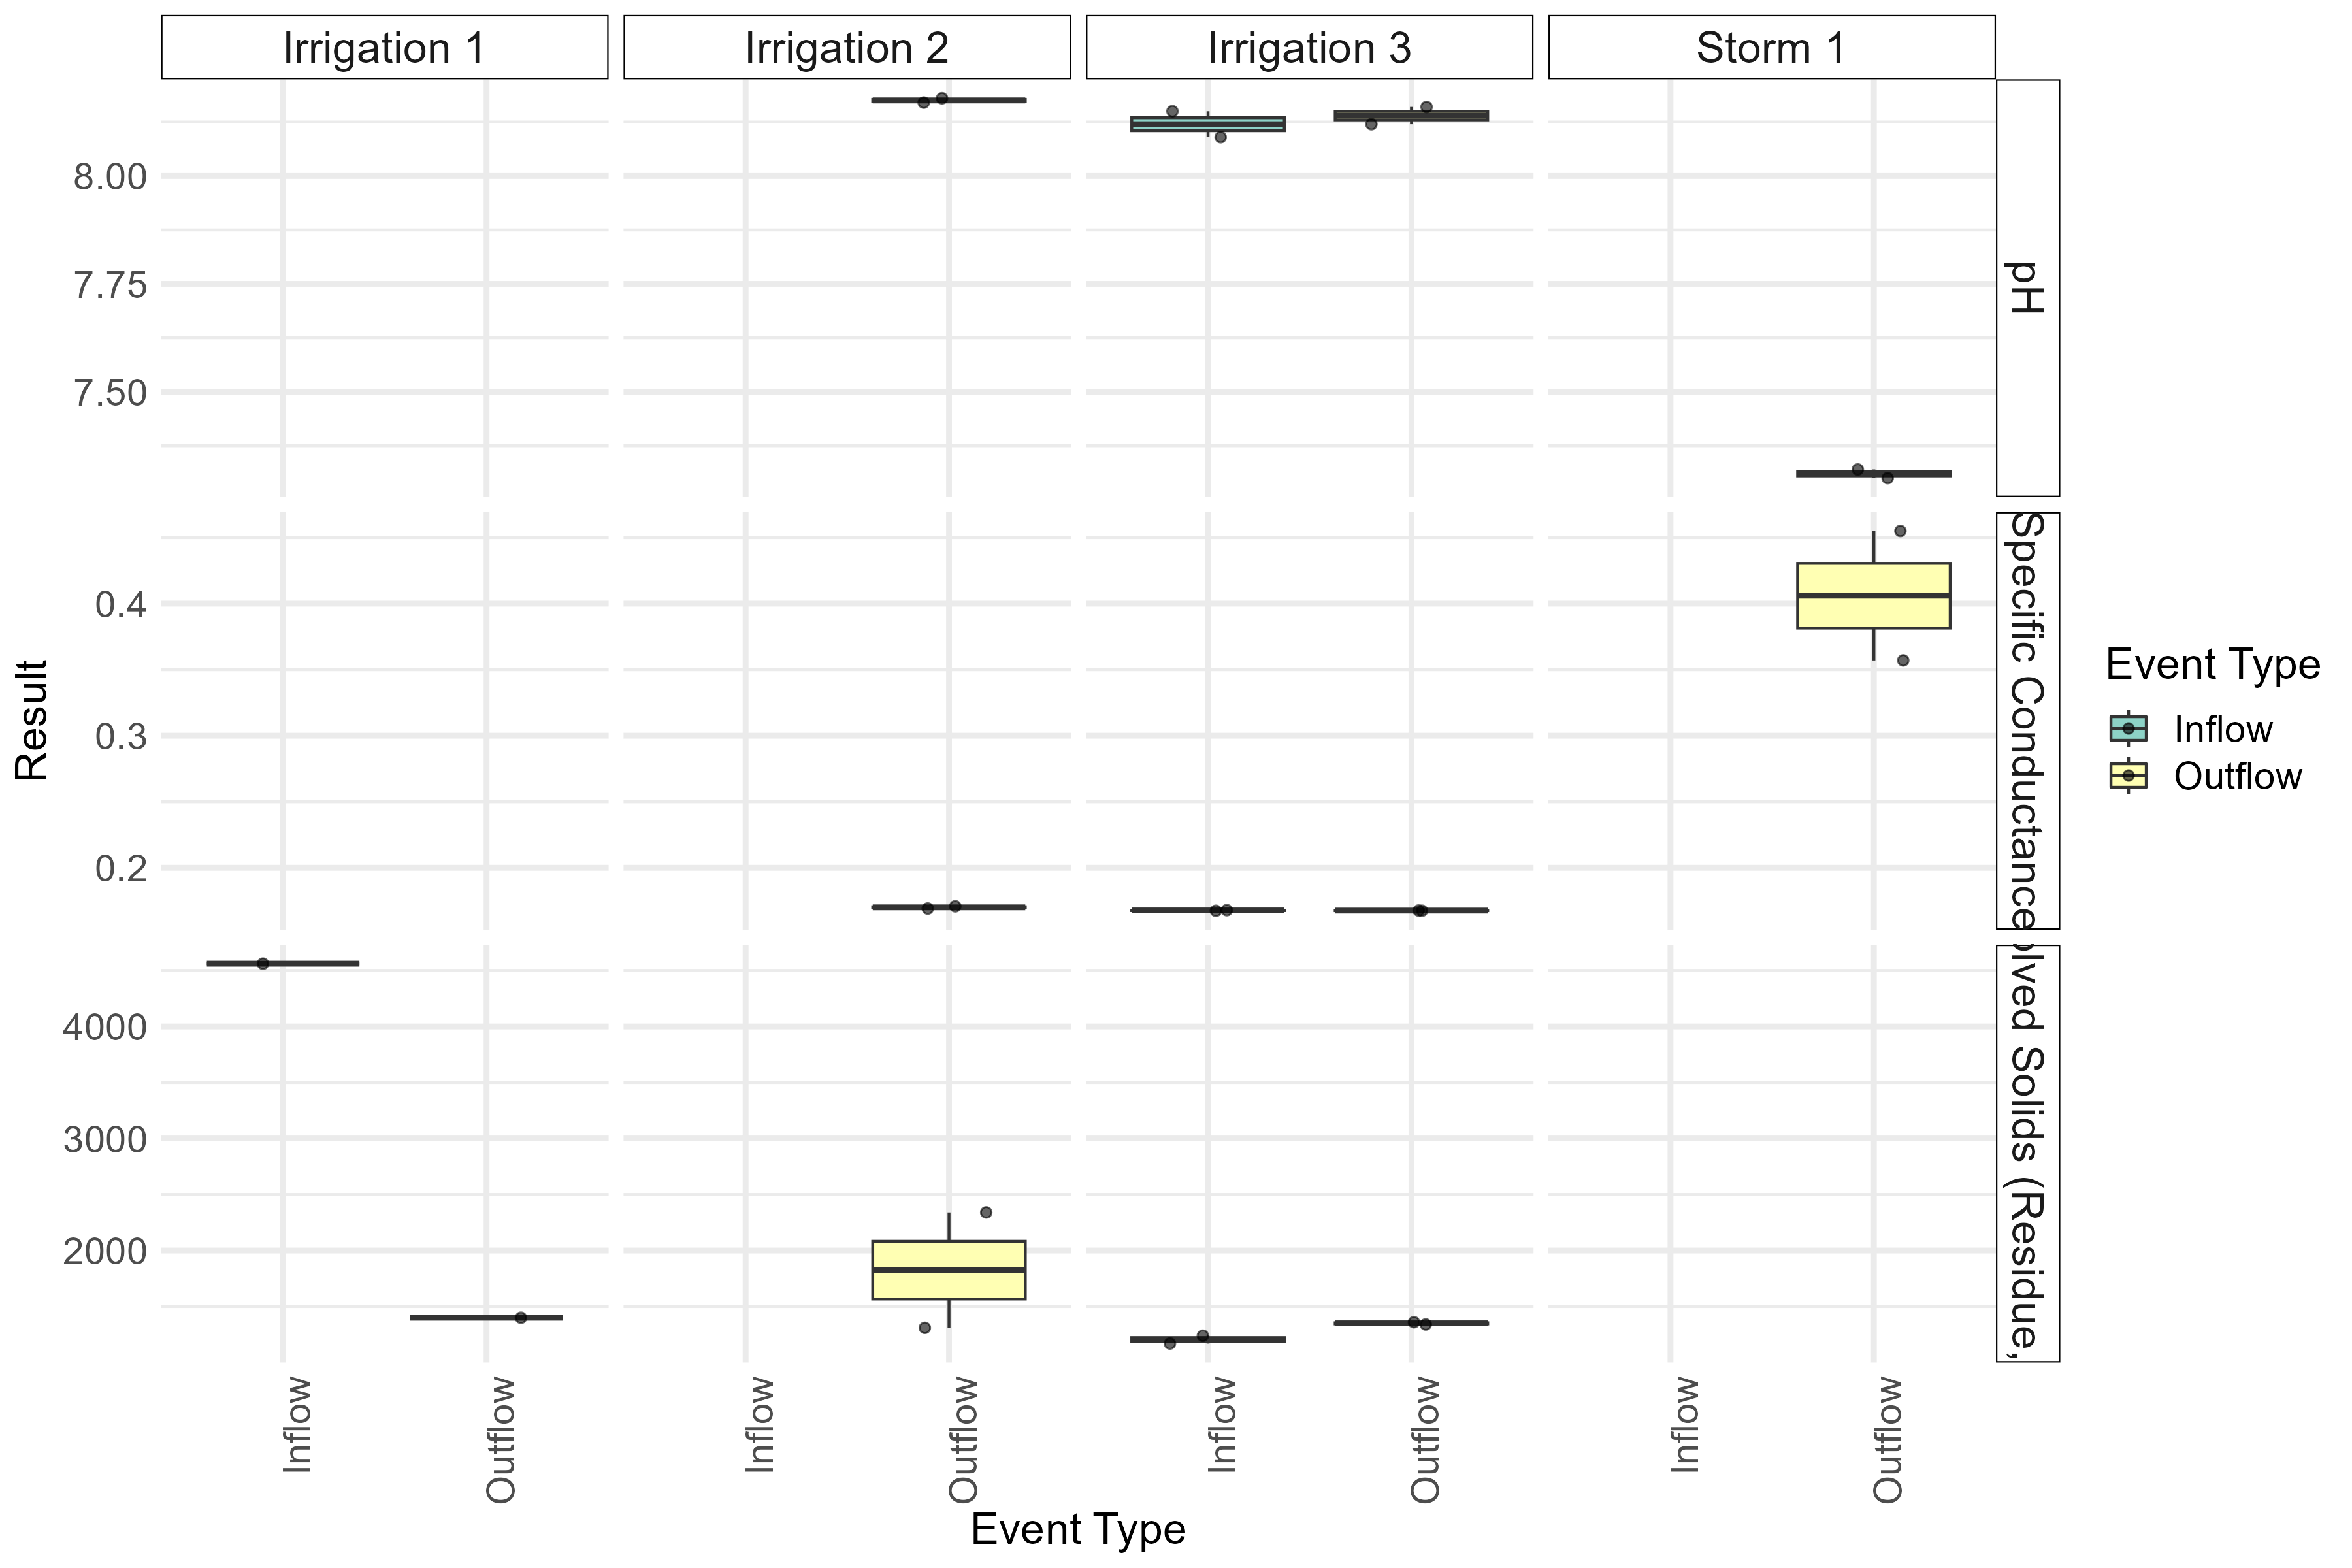 Irrigation 1 Irrigation 2 Irrigation 3 Storm 1
8.00
7.75
7.50
pH
0.4
0.3
0.2
Specific Conductance
4000
3000
2000
Solids (Residue,
Result
Inflow Outflow Inflow Outflow Inflow Outflow Inflow Outflow
Event Type
Event Type
Inflow
Outflow